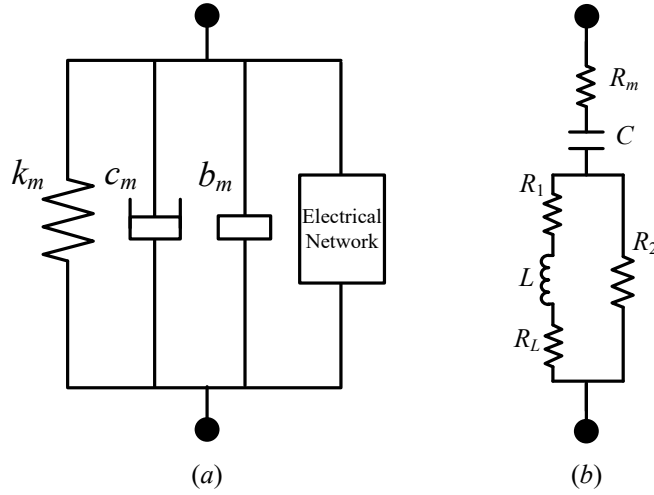 k_m
c_m
b_m
Electrical
Network
(a)
R_m
C
R_1
R_2
L
R_L
(b)